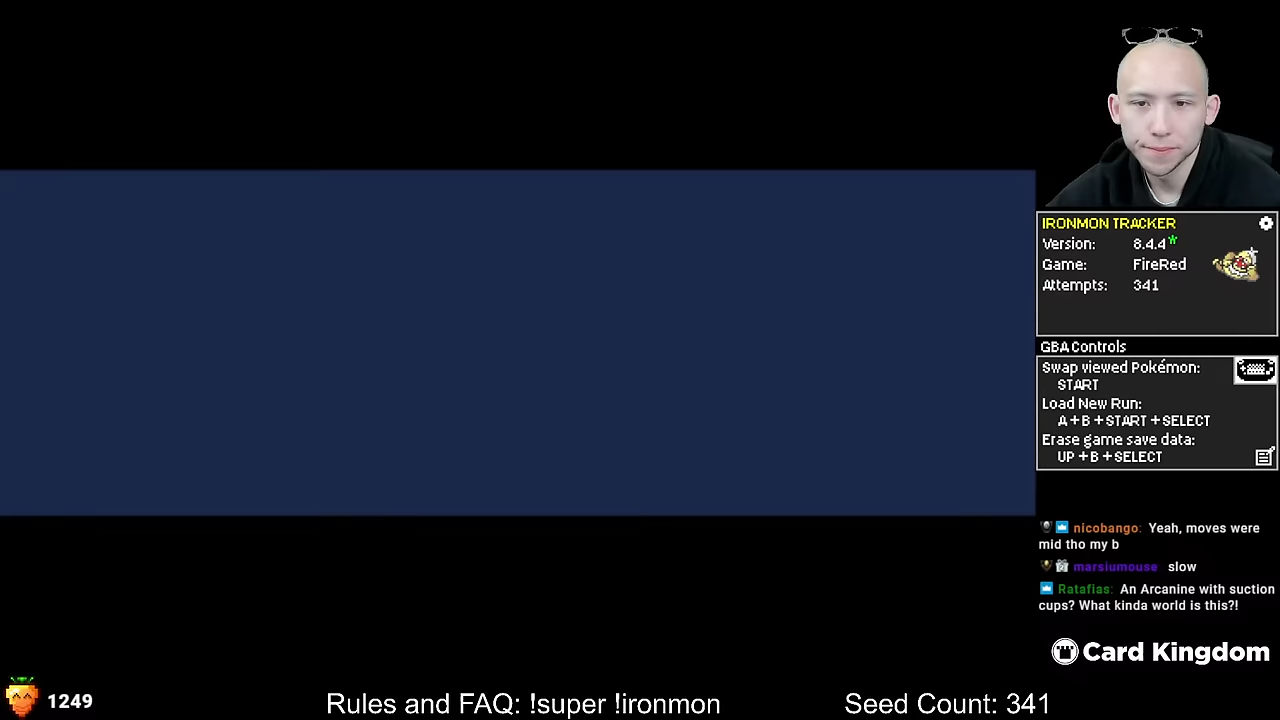 IRONMON TRACKER
Version: 8.4.4*
Game: FireRed
Attempts: 341
GBA Controls
Swap viewed Pokémon:
START
Load New Run:
A + B + START + SELECT
Erase game save data:
UP + B + SELECT
nicobango: Yeah, moves were
mid tho my b
marsiumouse slow
Ratafias: An Arcanine with suction
cups? What kinda world is this?!
Card Kingdom
1249
Rules and FAQ: !super !ironmon
Seed Count: 341